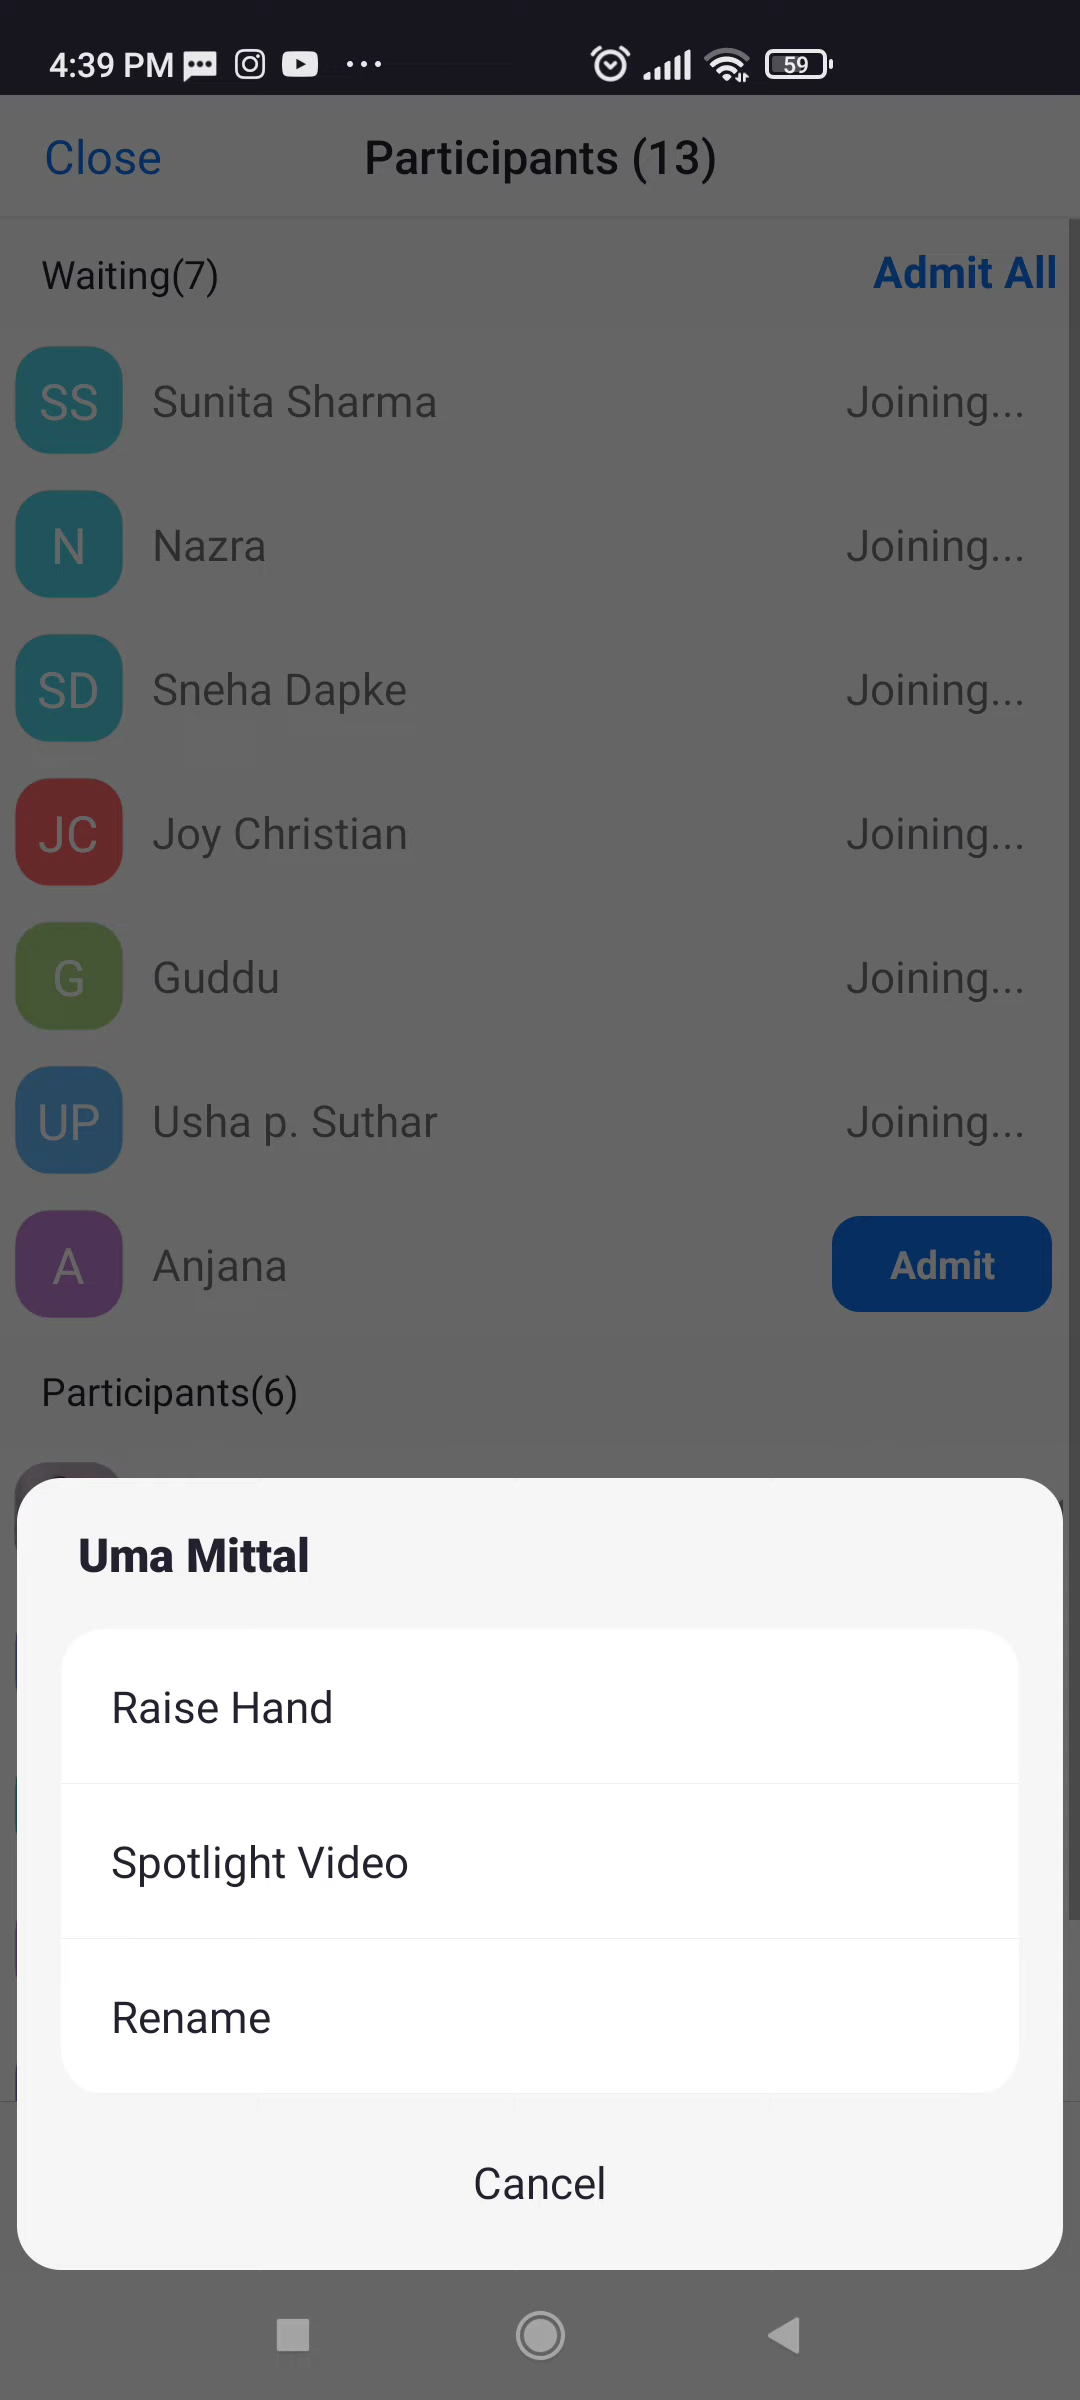 4:39 PM
59
Close
Participants (13)
Waiting(7)
Admit All
SS Sunita Sharma Joining...
N Nazra Joining...
SD Sneha Dapke Joining...
JC Joy Christian Joining...
G Guddu Joining...
UP Usha p. Suthar Joining...
A Anjana Admit
Participants(6)
Uma Mittal
Raise Hand
Spotlight Video
Rename
Cancel